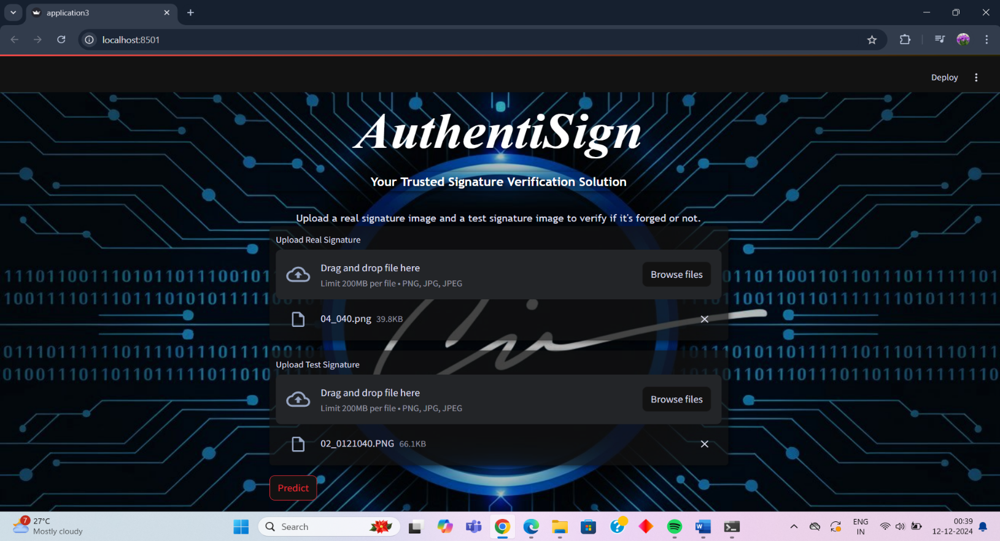 application3
localhost:8501
Deploy
AuthentiSign
Your Trusted Signature Verification Solution
Upload a real signature image and a test signature image to verify if it's forged or not.
Upload Real Signature
Drag and drop file here
Limit 200MB per file • PNG, JPG, JPEG
Browse files
04_040.png 39.8KB
Upload Test Signature
Drag and drop file here
Limit 200MB per file • PNG, JPG, JPEG
Browse files
02_0121040.PNG 66.1KB
Predict
7
27°C
Mostly cloudy
Search
ENG
IN
00:39
12-12-2024